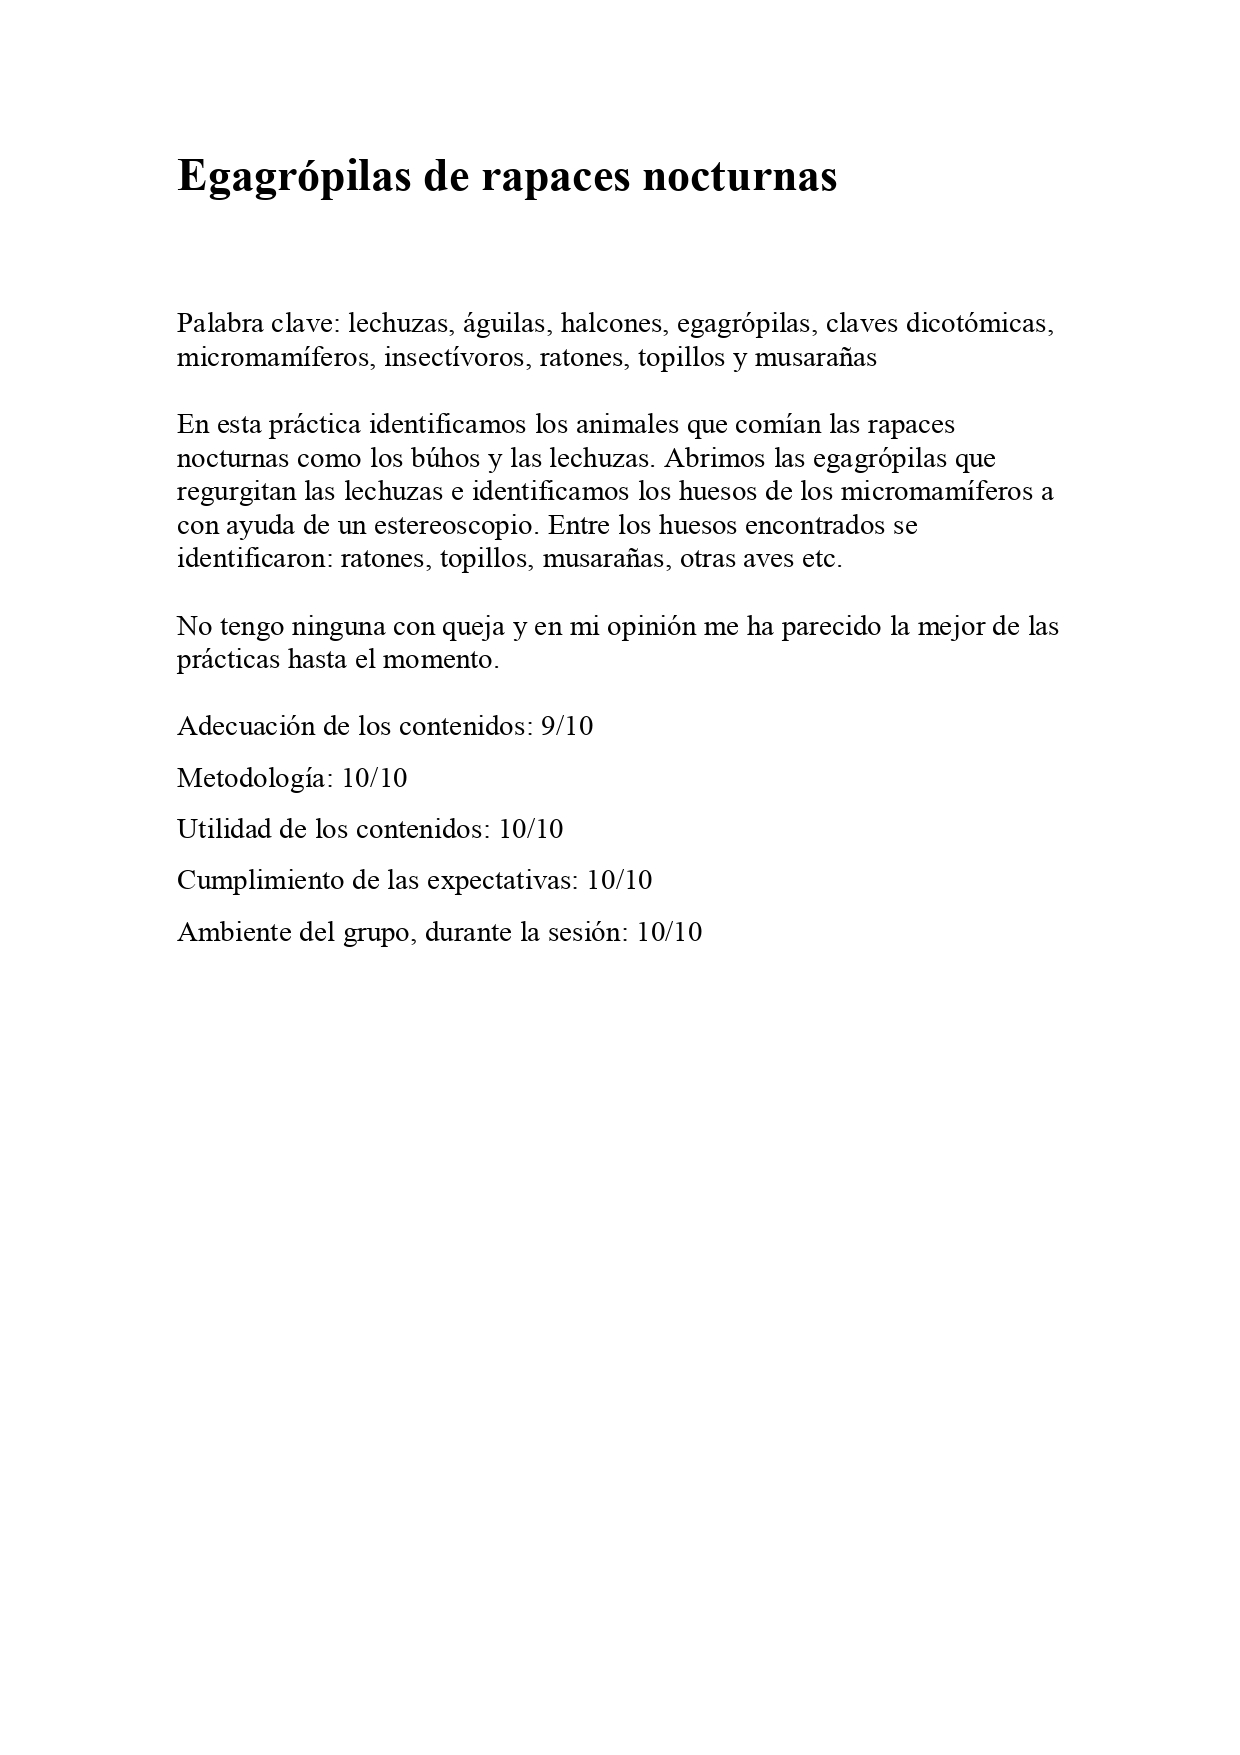 Egagrópilas de rapaces nocturnas
Palabra clave: lechuzas, águilas, halcones, egagrópilas, claves dicotómicas,
micromamíferos, insectívoros, ratones, topillos y musarañas
En esta práctica identificamos los animales que comían las rapaces
nocturnas como los búhos y las lechuzas. Abrimos las egagrópilas que
regurgitan las lechuzas e identificamos los huesos de los micromamíferos a
con ayuda de un estereoscopio. Entre los huesos encontrados se
identificaron: ratones, topillos, musarañas, otras aves etc.
No tengo ninguna con queja y en mi opinión me ha parecido la mejor de las
prácticas hasta el momento.
Adecuación de los contenidos: 9/10
Metodología: 10/10
Utilidad de los contenidos: 10/10
Cumplimiento de las expectativas: 10/10
Ambiente del grupo, durante la sesión: 10/10